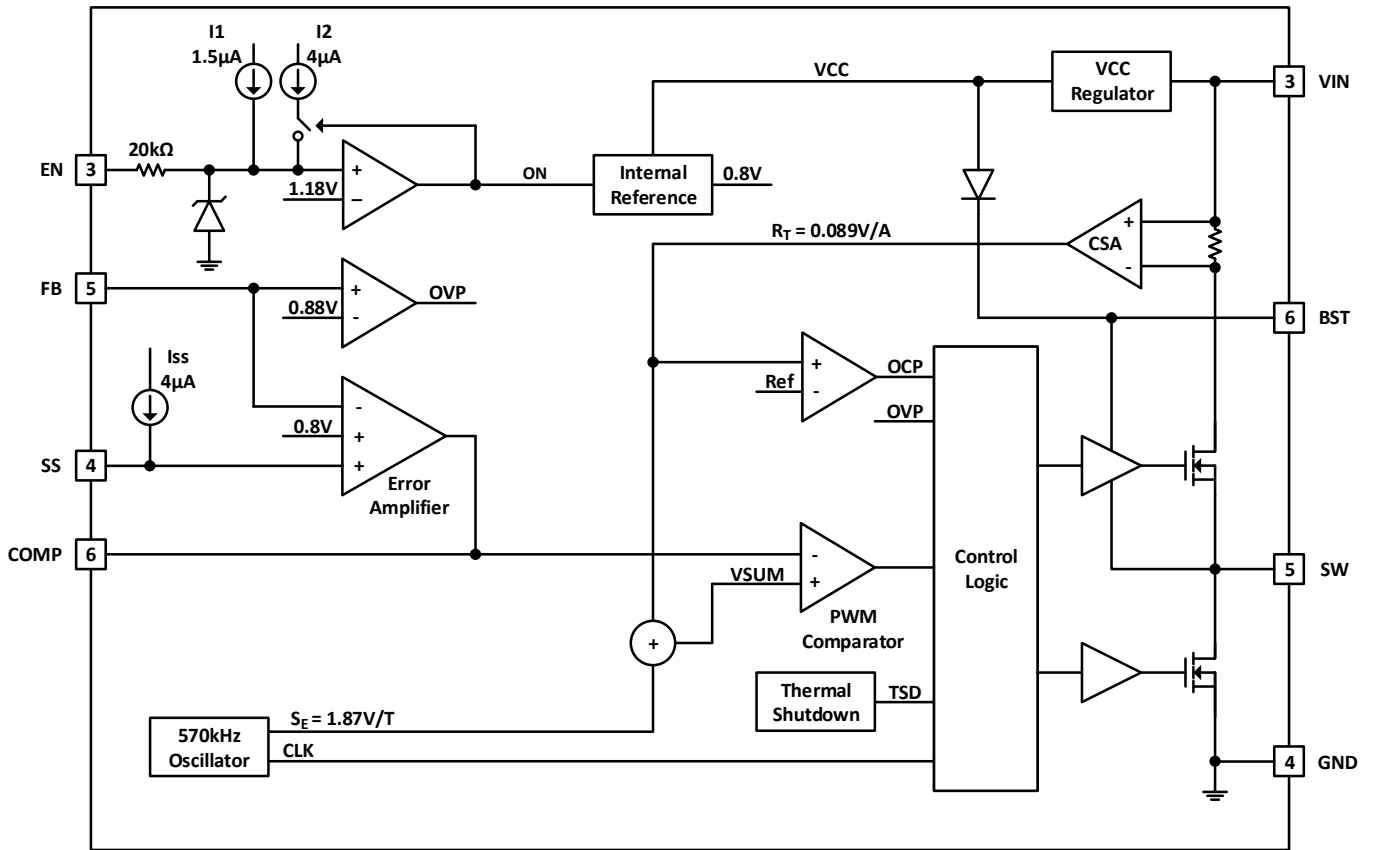 I1
1.5µA
I2
4µA
VCC
VCC
Regulator
3
VIN
EN
3
20kΩ
+
1.18V
−
ON
Internal
Reference
0.8V
R_T = 0.089V/A
CSA
+
-
FB
5
+
0.88V
-
OVP
6
BST
Iss
4µA
-
0.8V
+
+
SS
4
Error
Amplifier
+
Ref
-
OCP
OVP
COMP
6
-
VSUM
+
PWM
Comparator
Control
Logic
5
SW
+
Thermal
Shutdown
TSD
570kHz
Oscillator
S_E = 1.87V/T
CLK
4
GND